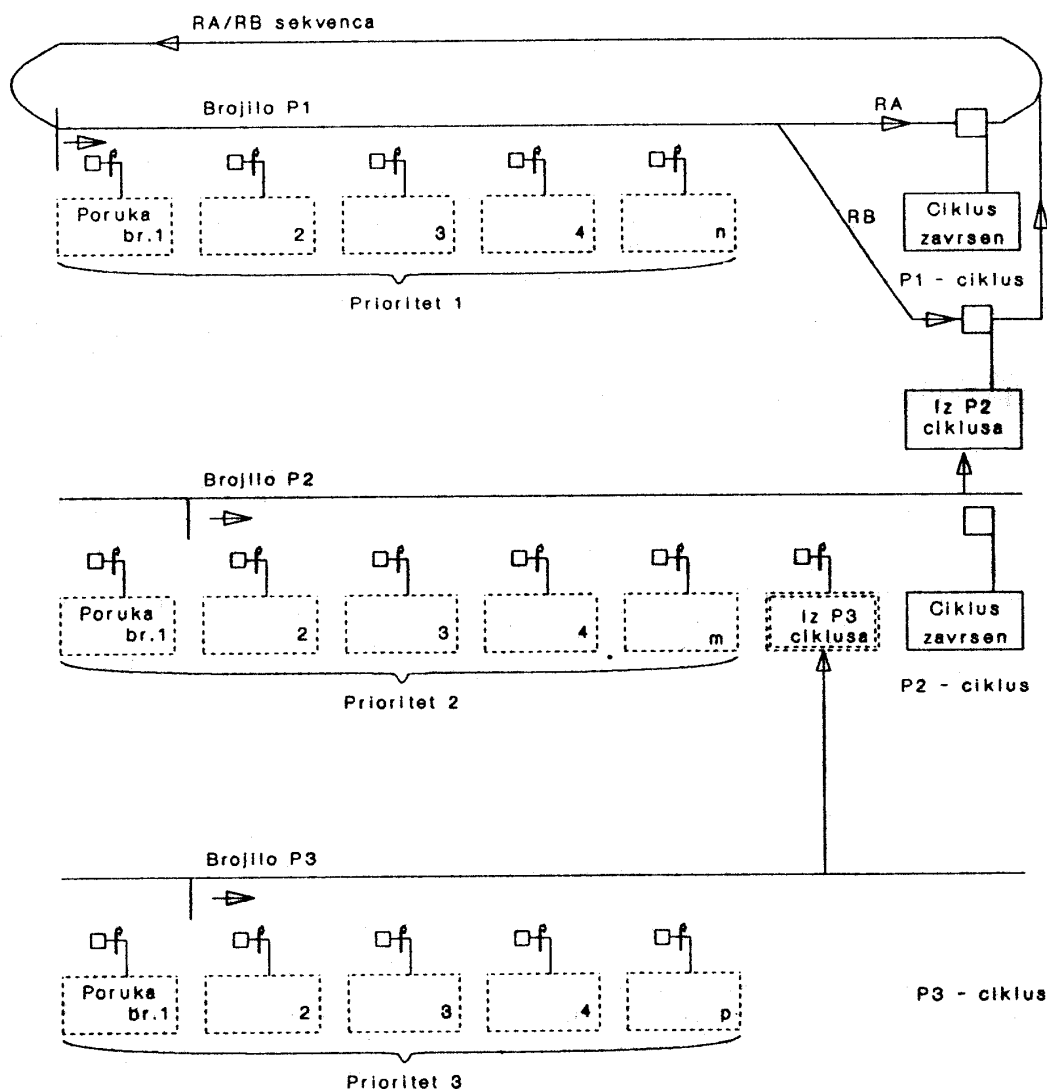 RA/RB sekvenca
Brojilo P1
RA
Poruka
br.1
2
3
4
n
RB
Ciklus
zavrsen
P1 - ciklus
Prioritet 1
Iz P2
ciklusa
Brojilo P2
Poruka
br.1
2
3
4
m
Iz P3
ciklusa
Ciklus
zavrsen
Prioritet 2
P2 - ciklus
Brojilo P3
Poruka
br.1
2
3
4
p
P3 - ciklus
Prioritet 3